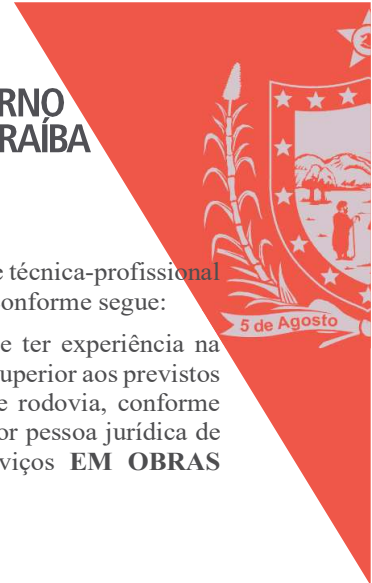 RNO
RAÍBA
e técnica-profissional
onforme segue:
e ter experiência na
uperior aos previstos
e rodovia, conforme
or pessoa jurídica de
viços EM OBRAS
5 de Agosto